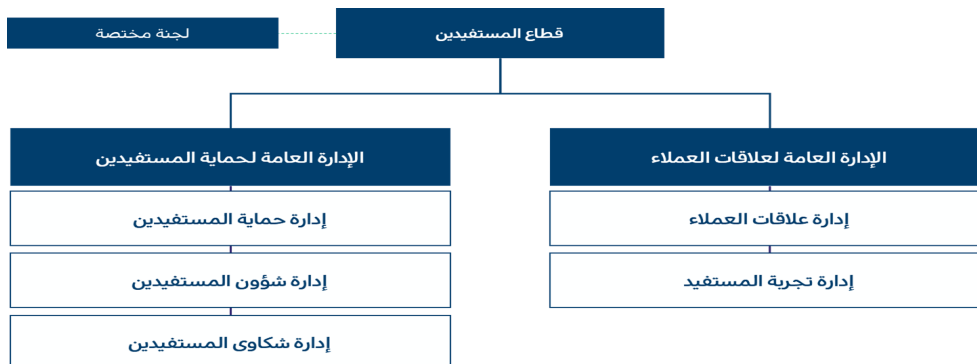 قطاع المستفيدين
لجنة مختصة
الإدارة العامة لعلاقات العملاء
إدارة علاقات العملاء
إدارة تجربة المستفيد
الإدارة العامة لحماية المستفيدين
إدارة حماية المستفيدين
إدارة شؤون المستفيدين
إدارة شكاوى المستفيدين